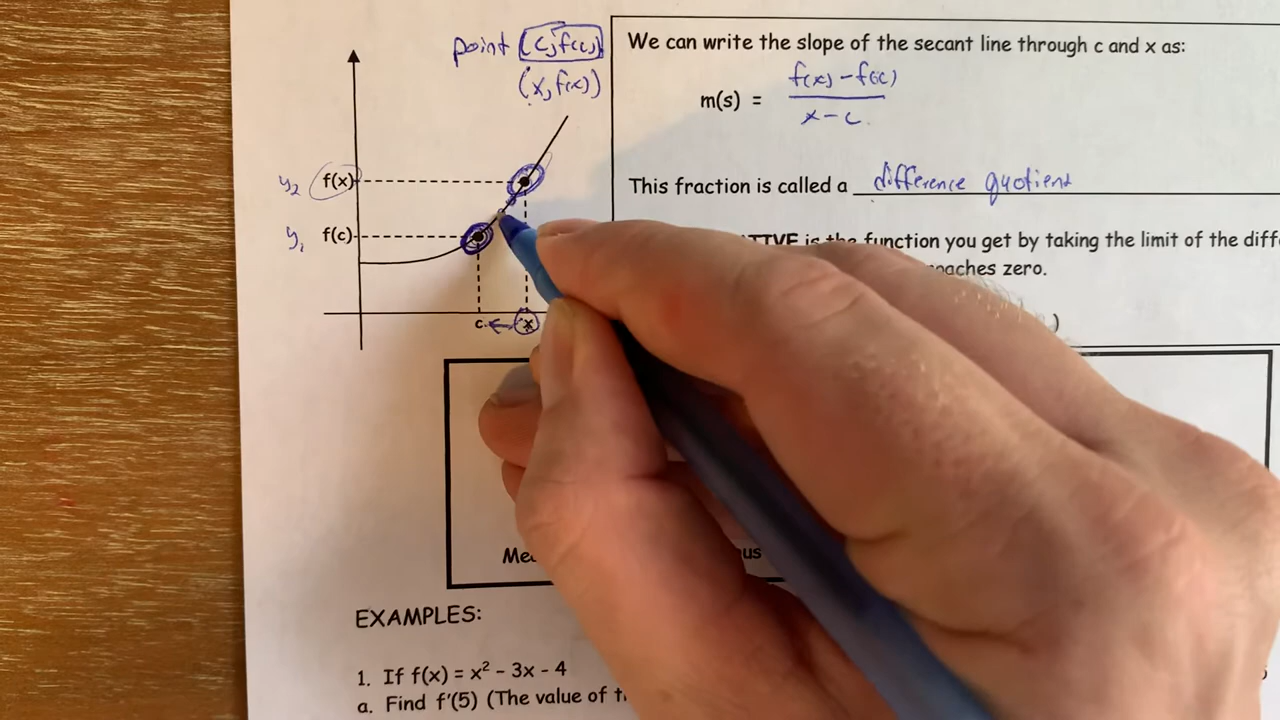 point (c, f(c))
(x, f(x))
y₂ f(x)
y₁ f(c)
c x
We can write the slope of the secant line through c and x as:
m(s) = f(x) - f(c)
x - c
This fraction is called a difference quotient
is the function you get by taking the limit of the
zero.
)
us
EXAMPLES:
1. If f(x) = x² - 3x - 4
a. Find f'(5) (The value of